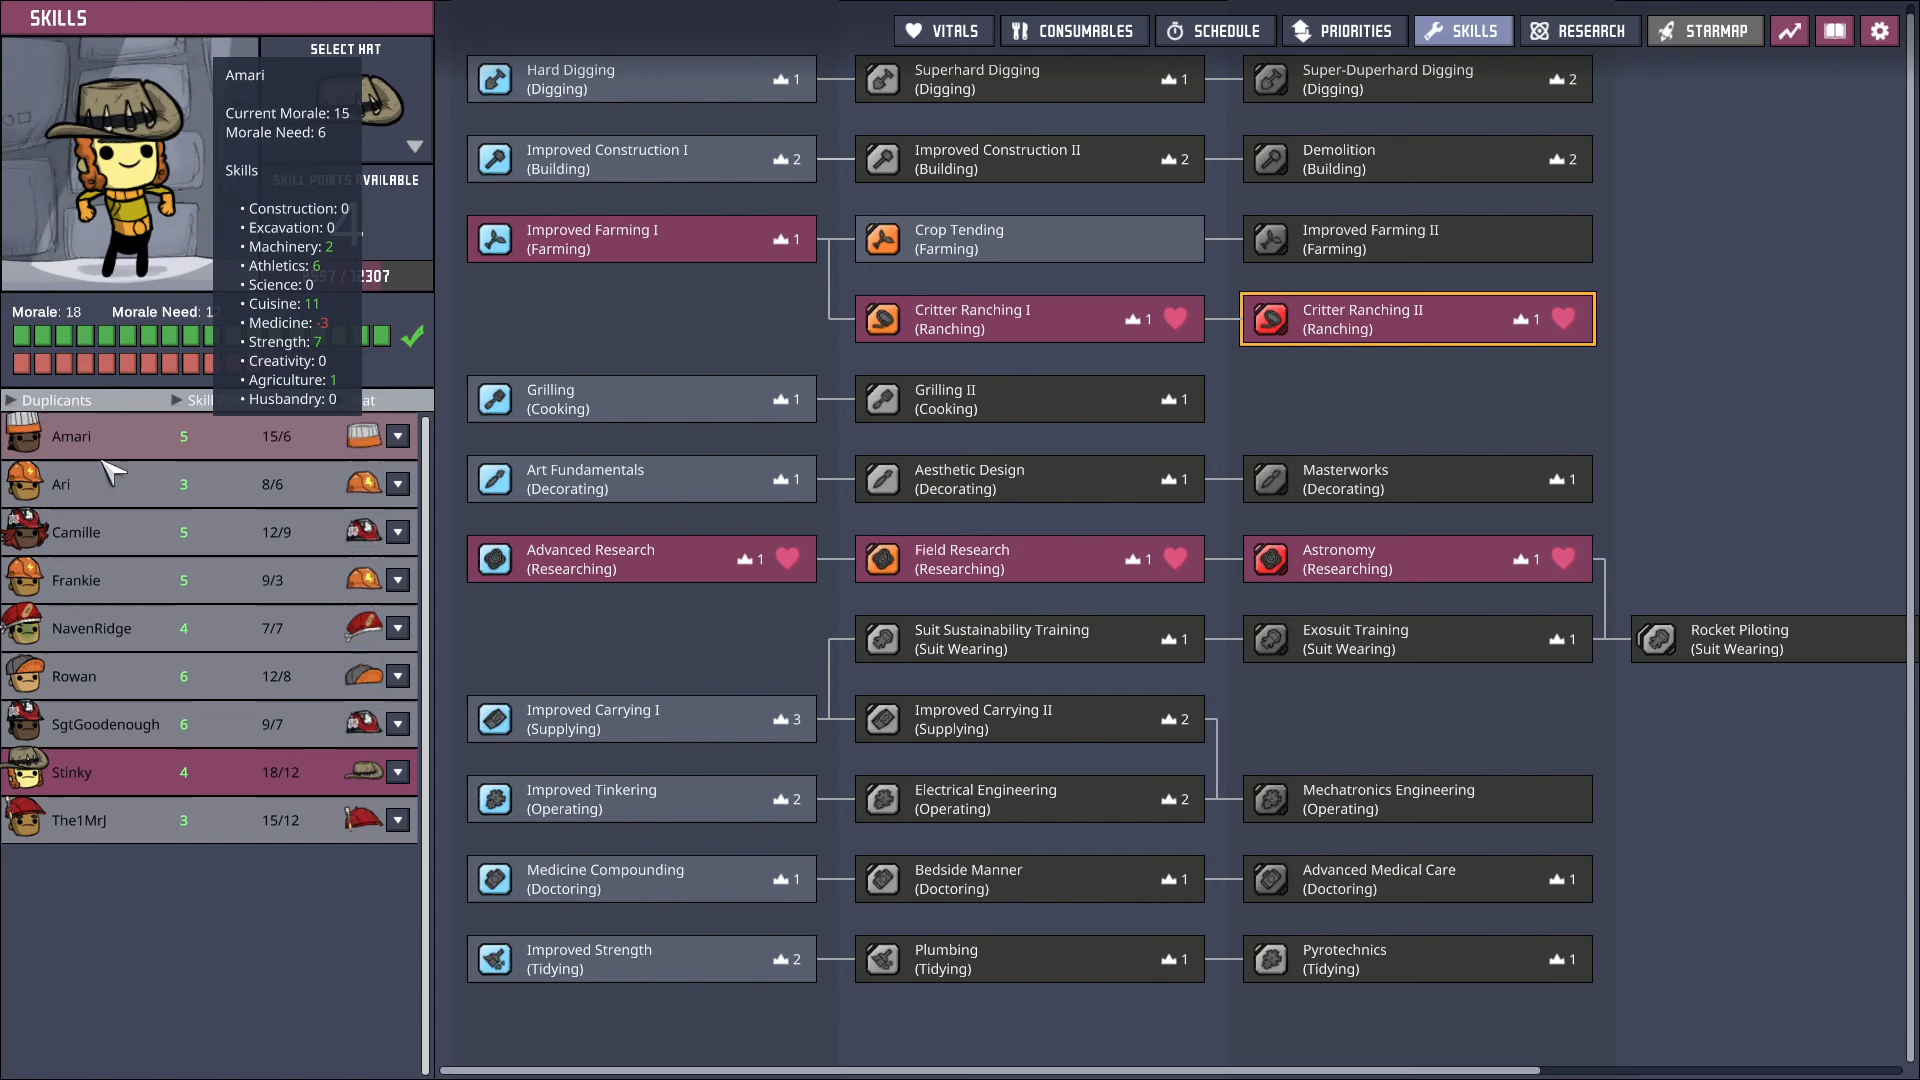 SKILLS
VITALS
CONSUMABLES
SCHEDULE
PRIORITIES
SKILLS
RESEARCH
STARMAP
SELECT HAT
Amari
Current Morale: 15
Morale Need: 6
Skills
• Construction: 0
• Excavation: 0
• Machinery: 2
• Athletics: 6
• Science: 0
• Cuisine: 11
• Medicine: -3
• Strength: 7
• Creativity: 0
• Agriculture: 1
• Husbandry: 0
SKILL POINTS AVAILABLE
4
Morale: 18
Morale Need: 12
Duplicants
Amari 5 15/6
Ari 3 8/6
Camille 5 12/9
Frankie 5 9/3
NavenRidge 4 7/7
Rowan 6 12/8
SgtGoodenough 6 9/7
Stinky 4 18/12
The1MrJ 3 15/12
Hard Digging 1
(Digging)
Superhard Digging 1
(Digging)
Super-Duperhard Digging 2
(Digging)
Improved Construction I 2
(Building)
Improved Construction II 2
(Building)
Demolition 2
(Building)
Improved Farming I 1
(Farming)
Crop Tending
(Farming)
Improved Farming II
(Farming)
Critter Ranching I 1
(Ranching)
Critter Ranching II 1
(Ranching)
Grilling 1
(Cooking)
Grilling II 1
(Cooking)
Art Fundamentals 1
(Decorating)
Aesthetic Design 1
(Decorating)
Masterworks 1
(Decorating)
Advanced Research 1
(Researching)
Field Research 1
(Researching)
Astronomy 1
(Researching)
Suit Sustainability Training 1
(Suit Wearing)
Exosuit Training 1
(Suit Wearing)
Rocket Piloting
(Suit Wearing)
Improved Carrying I 3
(Supplying)
Improved Carrying II 2
(Supplying)
Improved Tinkering 2
(Operating)
Electrical Engineering 2
(Operating)
Mechatronics Engineering
(Operating)
Medicine Compounding 1
(Doctoring)
Bedside Manner 1
(Doctoring)
Advanced Medical Care 1
(Doctoring)
Improved Strength 2
(Tidying)
Plumbing 1
(Tidying)
Pyrotechnics 1
(Tidying)